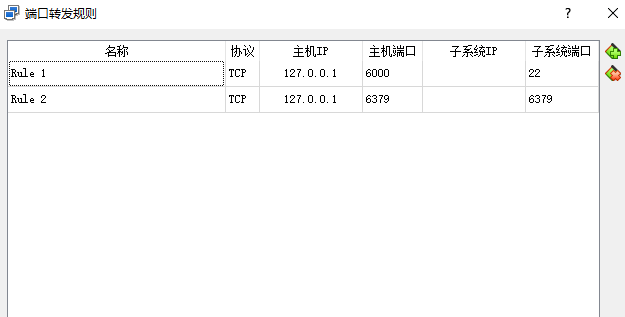 端口转发规则
名称 协议 主机IP 主机端口 子系统IP 子系统端口
Rule 1 TCP 127.0.0.1 6000 22
Rule 2 TCP 127.0.0.1 6379 6379